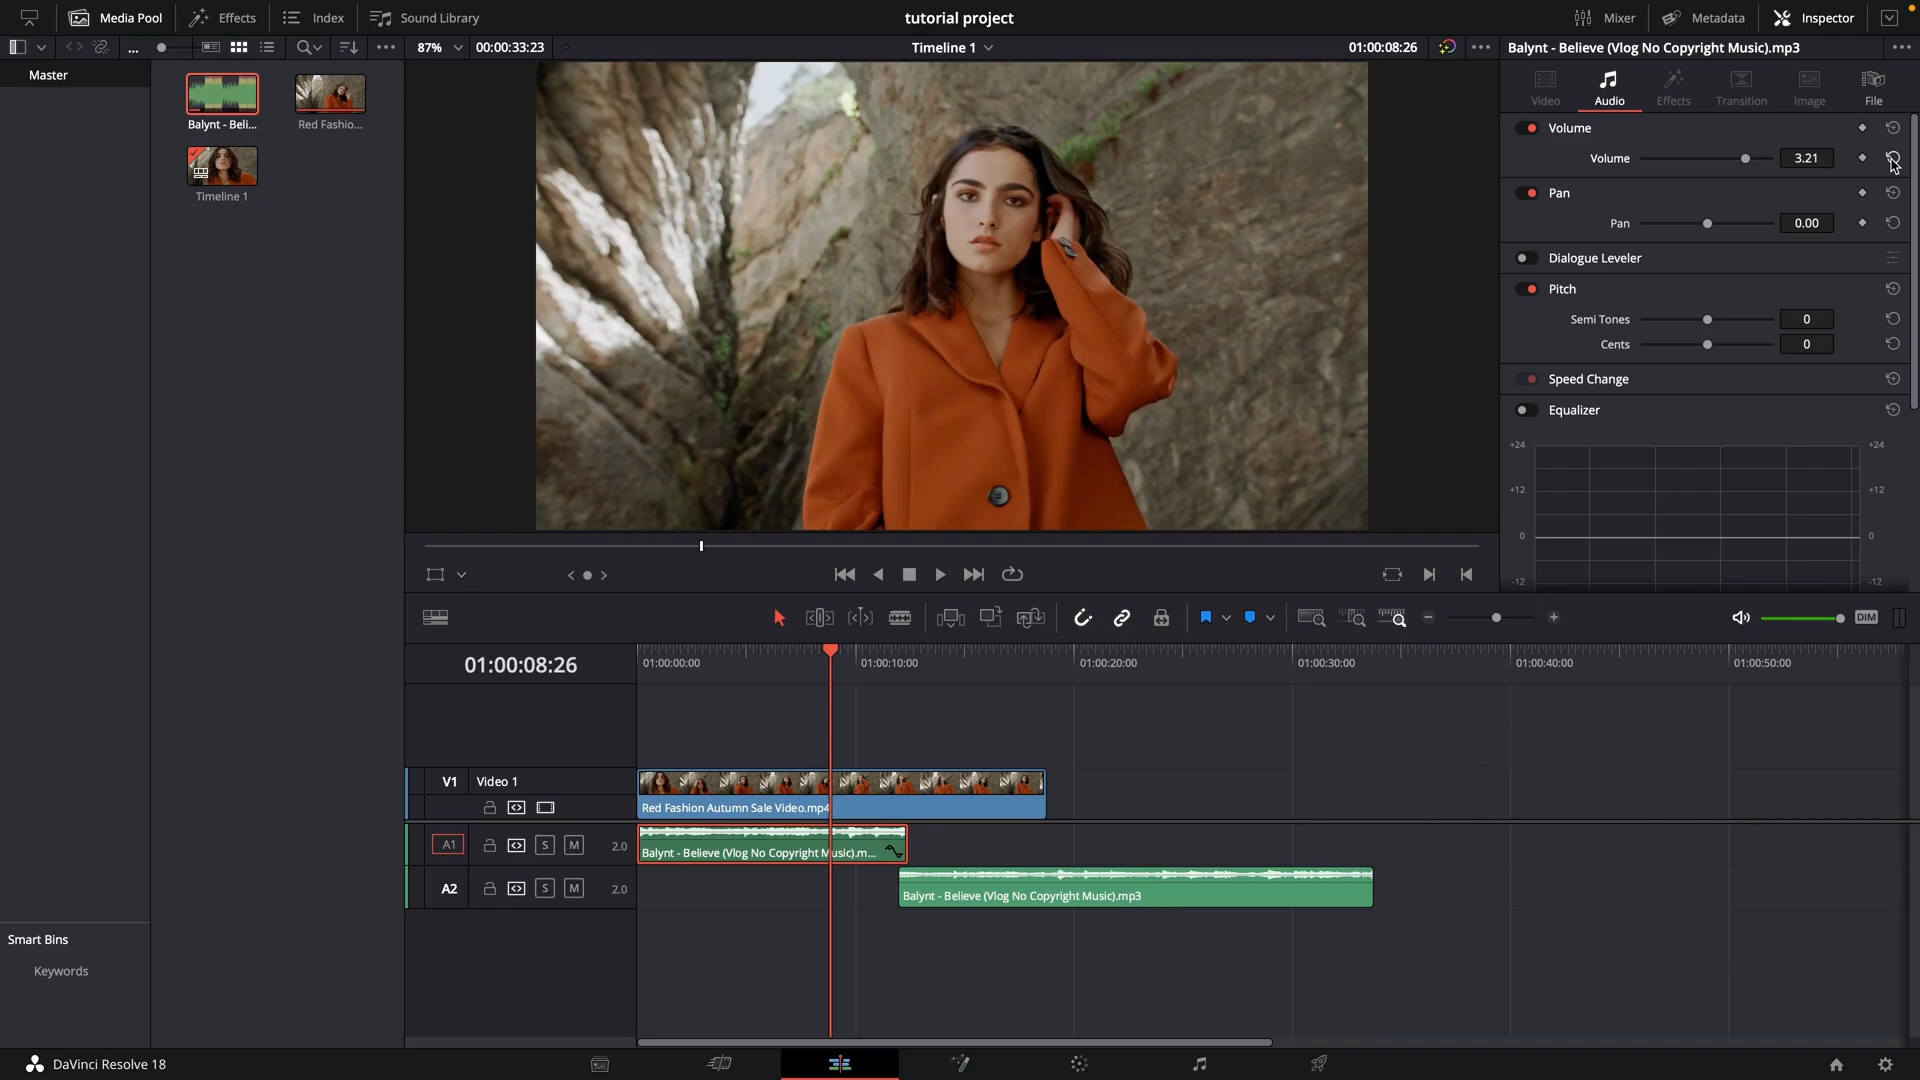 Media Pool
Effects
Index
Sound Library
tutorial project
Mixer
Metadata
Inspector
...
87%
00:00:33:23
Timeline 1
01:00:08:26
Balynt - Believe (Vlog No Copyright Music).mp3
Master
Balynt - Beli...
Red Fashio...
Timeline 1
Video
Audio
Effects
Transition
Image
File
Volume
Volume 3.21
Pan
Pan 0.00
Dialogue Leveler
Pitch
Semi Tones 0
Cents 0
Speed Change
Equalizer
+24 +24
+12 +12
0 0
-12 -12
DIM
01:00:08:26
01:00:00:00
01:00:10:00
01:00:20:00
01:00:30:00
01:00:40:00
01:00:50:00
V1 Video 1
Red Fashion Autumn Sale Video.mp4
A1 S M 2.0
Balynt - Believe (Vlog No Copyright Music).m...
A2 S M 2.0
Balynt - Believe (Vlog No Copyright Music).mp3
Smart Bins
Keywords
DaVinci Resolve 18